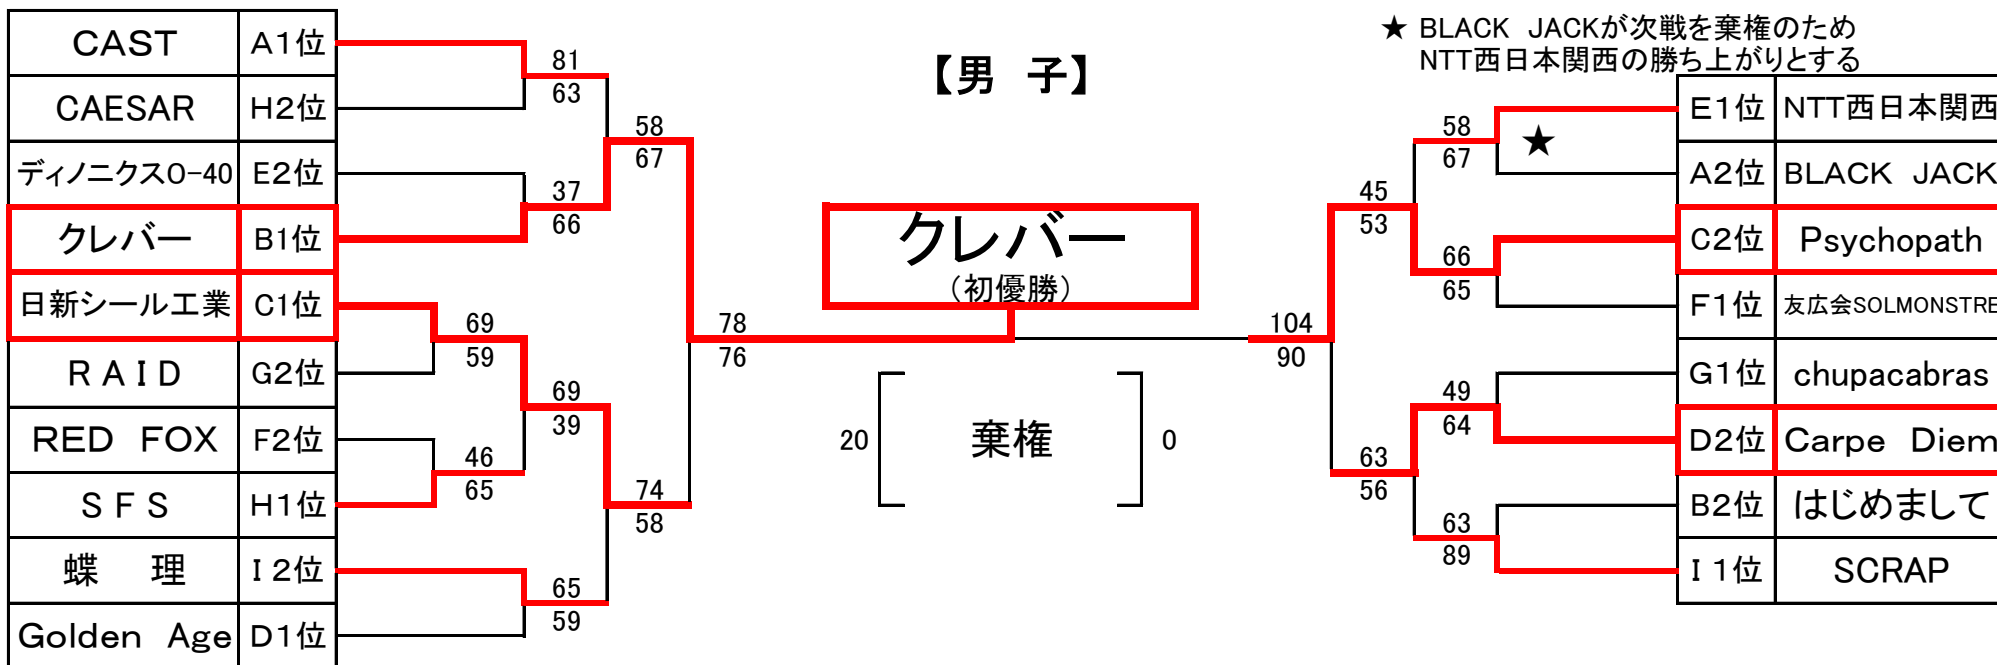 ★ BLACK JACKが次戦を棄権のため
NTT西日本関西の勝ち上がりとする
【男 子】
CAST A1位
CAESAR H2位
ディノニクスO-40 E2位
クレバー B1位
日新シール工業 C1位
RAID G2位
RED FOX F2位
SFS H1位
蝶 理 I2位
Golden Age D1位
81
63
37
66
69
59
46
65
65
59
58
67
69
39
74
58
78
76
クレバー
(初優勝)
20 棄権 0
104
90
45
53
63
56
58
67
★
66
65
49
64
63
89
E1位 NTT西日本関西
A2位 BLACK JACK
C2位 Psychopath
F1位 友広会SOLMONSTRE
G1位 chupacabras
D2位 Carpe Diem
B2位 はじめまして
I1位 SCRAP